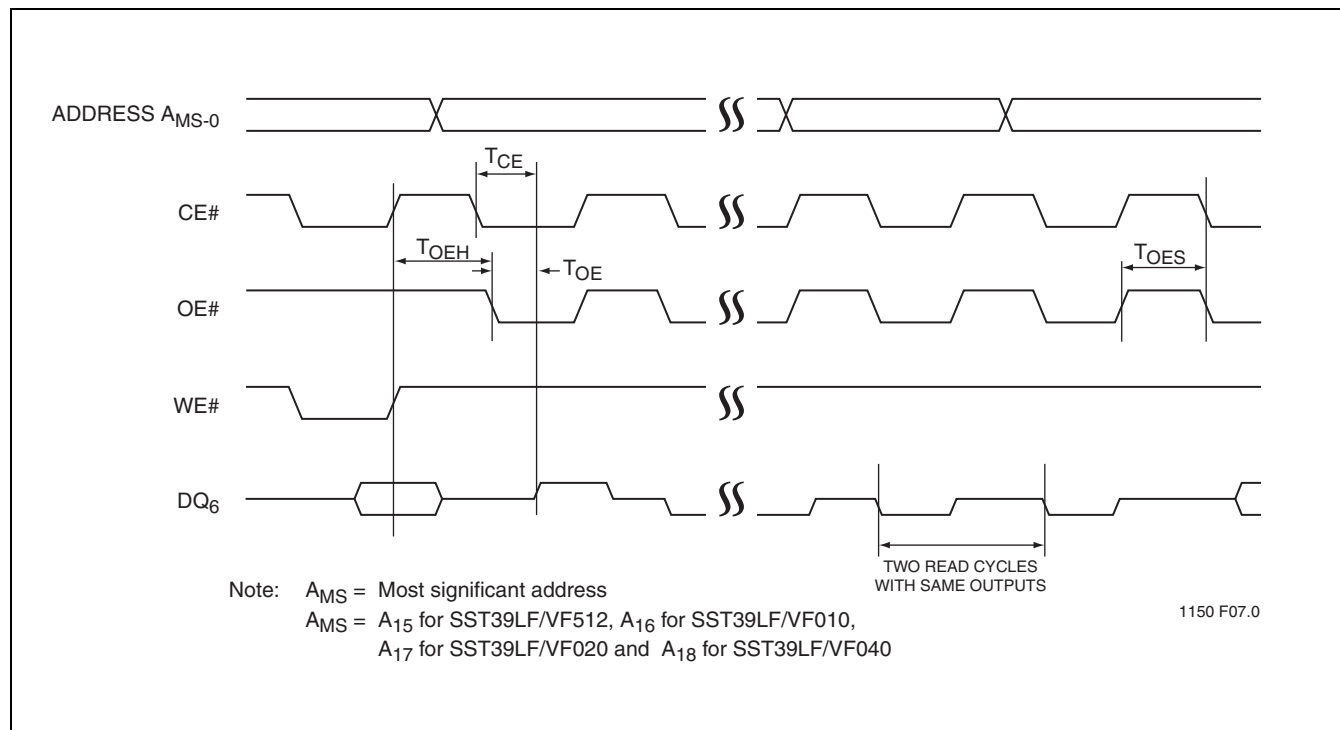 ADDRESS AMS-0
TCE
CE#
TOEH
TOE
TOES
OE#
WE#
DQ6
TWO READ CYCLES
WITH SAME OUTPUTS
Note: AMS = Most significant address
AMS = A15 for SST39LF/VF512, A16 for SST39LF/VF010,
A17 for SST39LF/VF020 and A18 for SST39LF/VF040
1150 F07.0